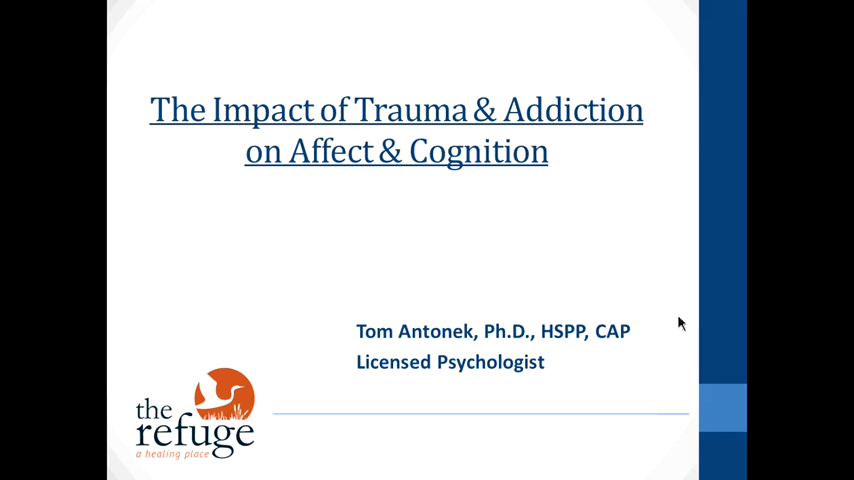 The Impact of Trauma & Addiction
on Affect & Cognition
Tom Antonek, Ph.D., HSPP, CAP
Licensed Psychologist
the
refuge
a healing place